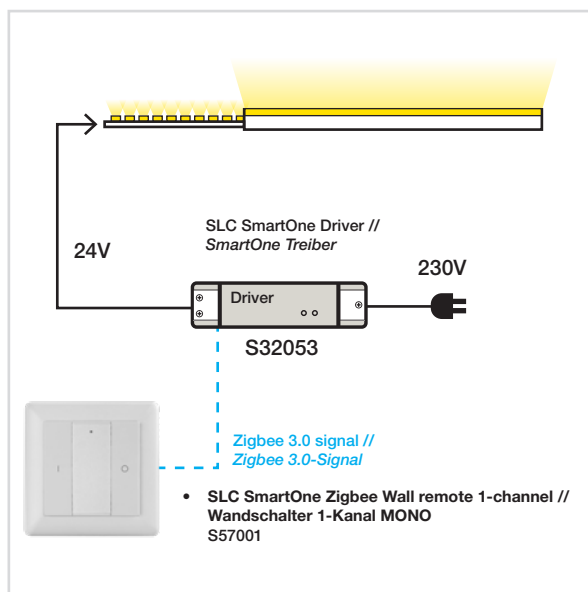 SLC SmartOne Driver //
SmartOne Treiber
24V
230V
Driver
S32053
Zigbee 3.0 signal //
Zigbee 3.0-Signal
• SLC SmartOne Zigbee Wall remote 1-channel //
Wandschalter 1-Kanal MONO
S57001